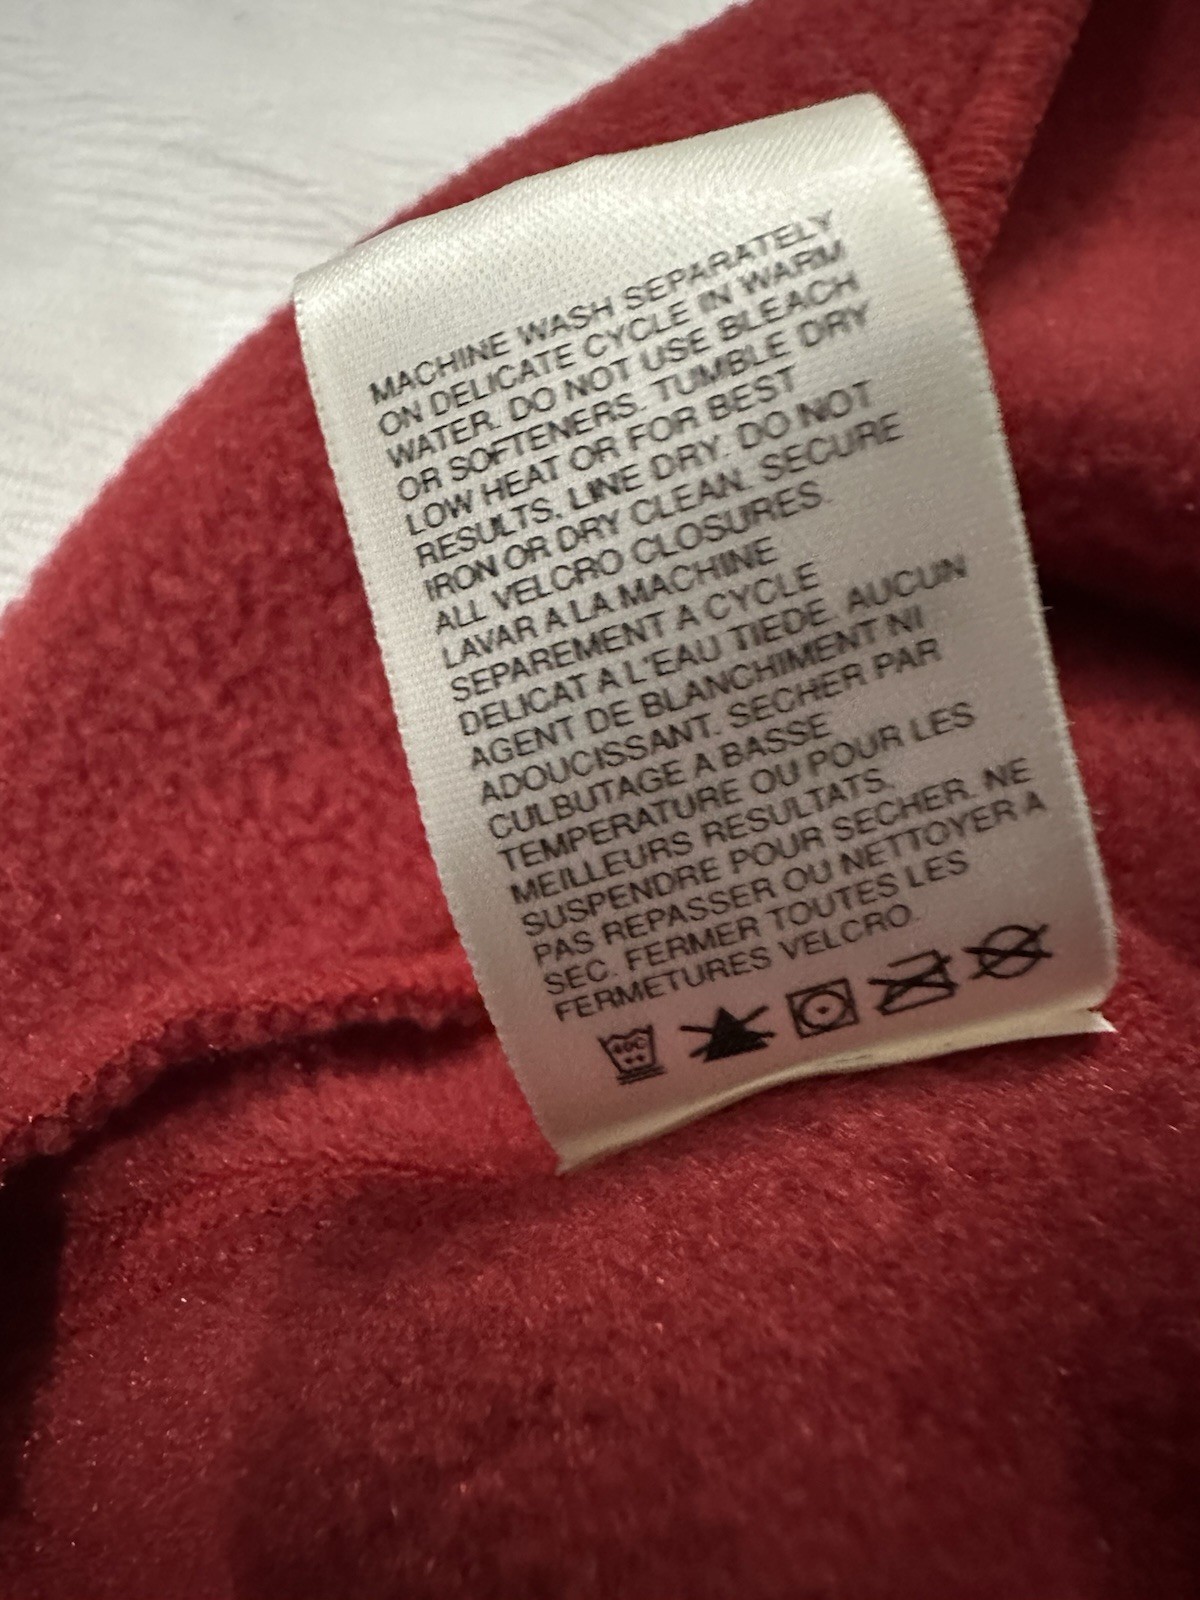 MACHINE WASH SEPARATELY
ON DELICATE CYCLE IN WARM
WATER. DO NOT USE BLEACH
OR SOFTENERS. TUMBLE DRY
LOW HEAT OR FOR BEST
RESULTS, LINE DRY. DO NOT
IRON OR DRY CLEAN. SECURE
ALL VELCRO CLOSURES.
LAVAR A LA MACHINE
SEPAREMENT A CYCLE
DELICAT A L'EAU TIEDE. AUCUN
AGENT DE BLANCHIMENT NI
ADOUCISSANT. SECHER PAR
CULBUTAGE A BASSE
TEMPERATURE OU POUR LES
MEILLEURS RESULTATS,
SUSPENDRE POUR SECHER. NE
PAS REPASSER OU NETTOYER A
SEC. FERMER TOUTES LES
FERMETURES VELCRO.